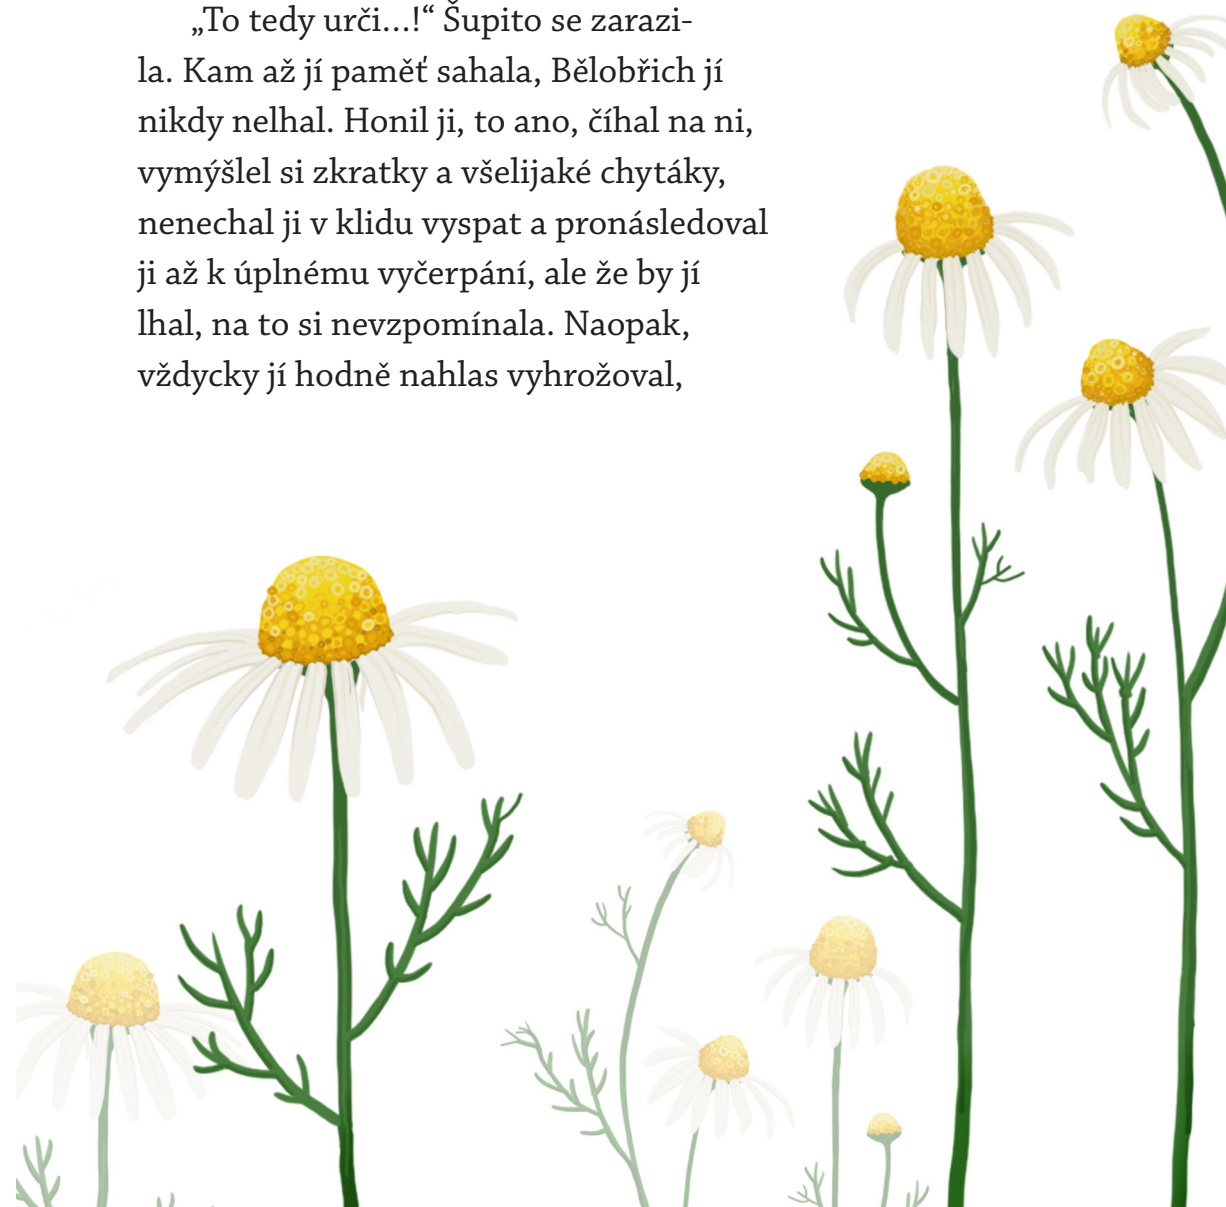 „To tedy urči...!“ Šupito se zarazi-
la. Kam až jí paměť sahala, Bělobřich jí
nikdy nelhal. Honil ji, to ano, číhal na ni,
vymýšlel si zkratky a všelijaké chytáky,
nenechal ji v klidu vyspat a pronásledoval
ji až k úplnému vyčerpání, ale že by jí
lhal, na to si nevzpomínala. Naopak,
vždycky jí hodně nahlas vyhrožoval,